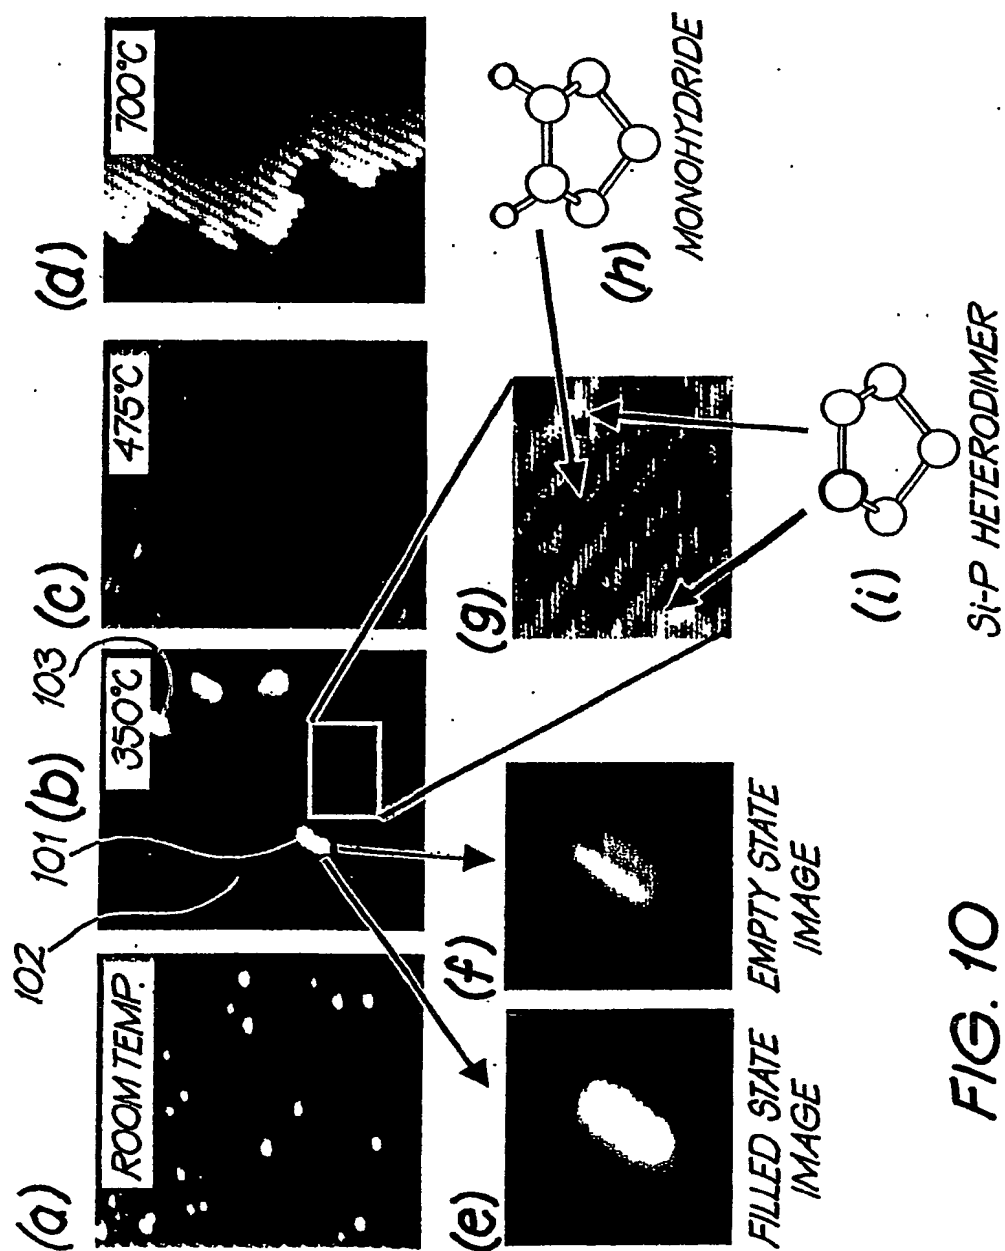 (a)
ROOM TEMP.
102
101
(b)
350°C
103
(c)
475°C
(d)
700°C
(e)
FILLED STATE
IMAGE
(f)
EMPTY STATE
IMAGE
(g)
(h)
MONOHYDRIDE
(i)
Si-P HETERODIMER
FIG. 10